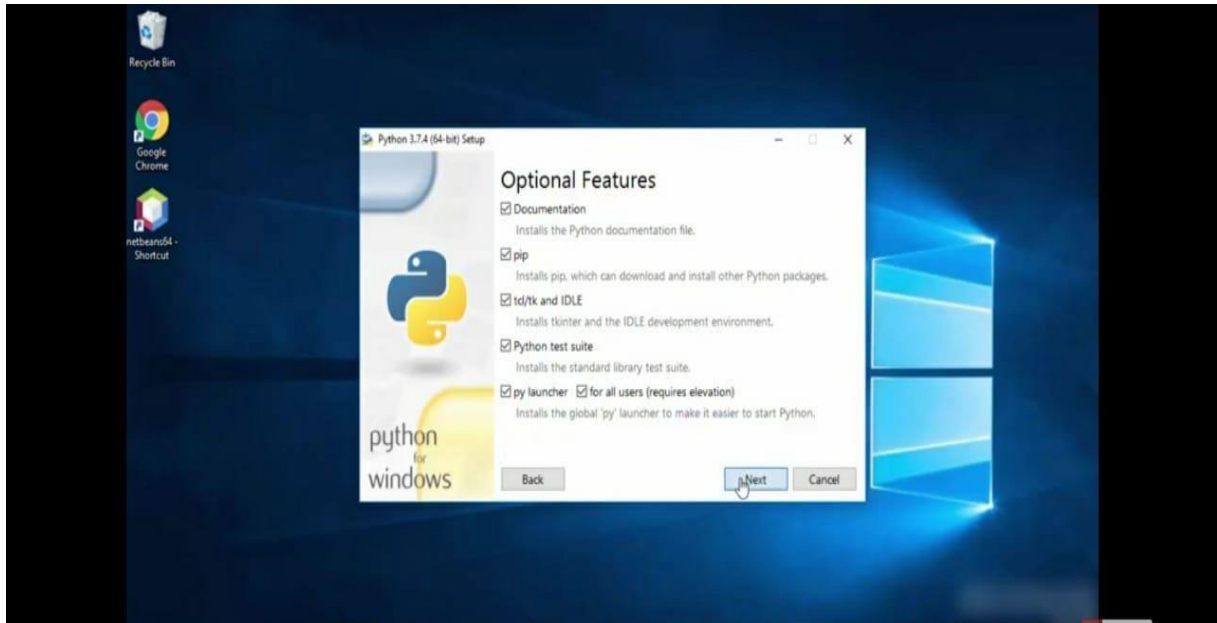 Recycle Bin
Google
Chrome
netbeans64 -
Shortcut
Python 3.7.4 (64-bit) Setup
Optional Features
Documentation
Installs the Python documentation file.
pip
Installs pip, which can download and install other Python packages.
tcl/tk and IDLE
Installs tkinter and the IDLE development environment.
Python test suite
Installs the standard library test suite.
py launcher for all users (requires elevation)
Installs the global 'py' launcher to make it easier to start Python.
python
for
windows
Back Next Cancel